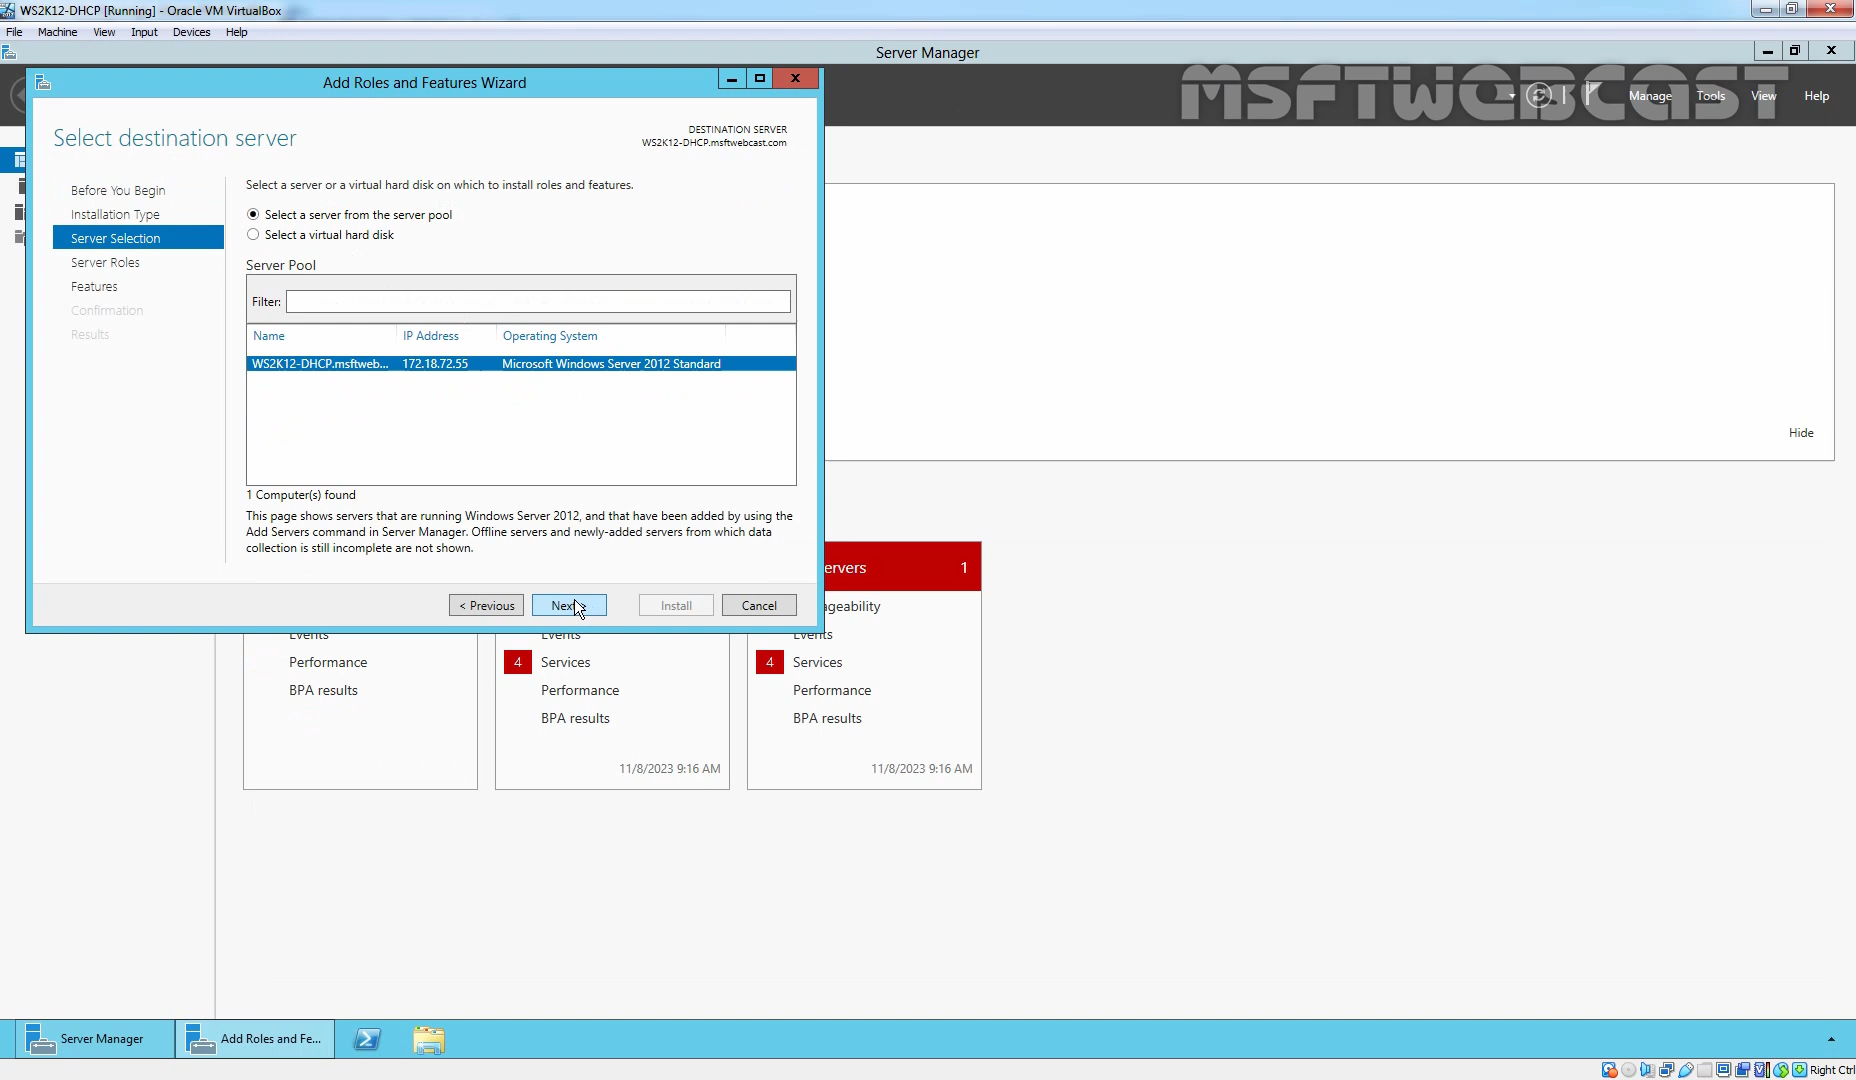 WS2K12-DHCP [Running] - Oracle VM VirtualBox
File Machine View Input Devices Help
Server Manager
Add Roles and Features Wizard
MSFTWEBCAST
Manage Tools View Help
Select destination server
DESTINATION SERVER
WS2K12-DHCP.msftwebcast.com
Before You Begin
Installation Type
Server Selection
Server Roles
Features
Confirmation
Results
Select a server or a virtual hard disk on which to install roles and features.
Select a server from the server pool
Select a virtual hard disk
Server Pool
Filter:
Name IP Address Operating System
WS2K12-DHCP.msftweb... 172.18.72.55 Microsoft Windows Server 2012 Standard
1 Computer(s) found
This page shows servers that are running Windows Server 2012, and that have been added by using the
Add Servers command in Server Manager. Offline servers and newly-added servers from which data
collection is still incomplete are not shown.
< Previous Next > Install Cancel
Hide
ervers 1
ageability
Events
Performance
BPA results
Events
4 Services
Performance
BPA results
11/8/2023 9:16 AM
Events
4 Services
Performance
BPA results
11/8/2023 9:16 AM
Server Manager Add Roles and Fe...
Right Ctrl